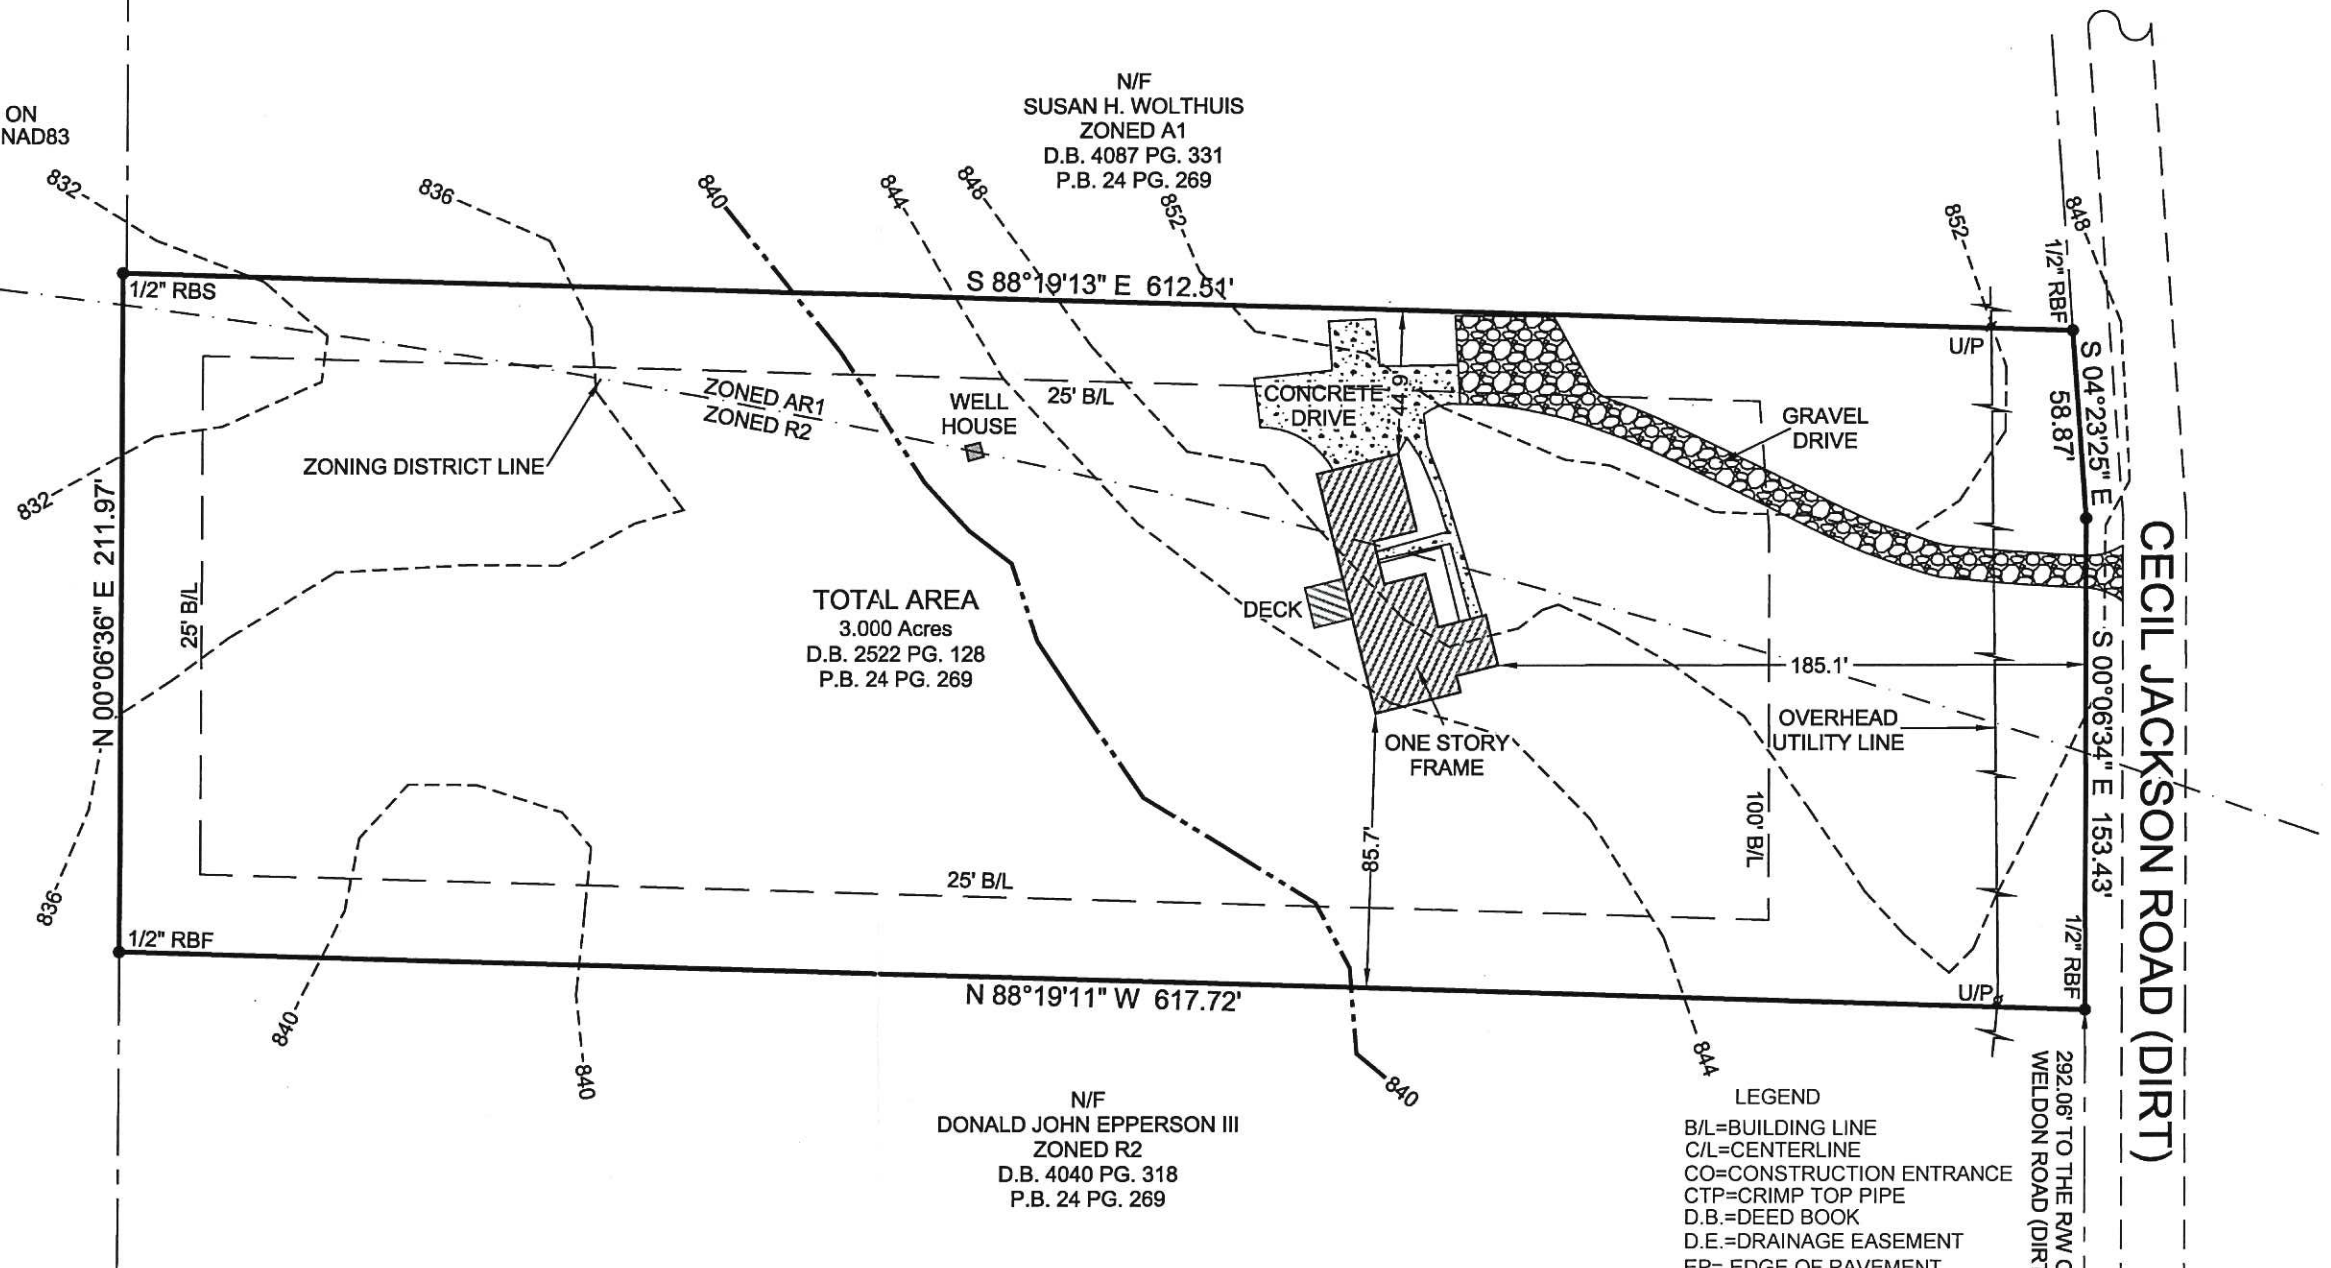 ON
NAD83
N/F
SUSAN H. WOLTHUIS
ZONED A1
D.B. 4087 PG. 331
P.B. 24 PG. 269
832
836
840
844
848
852
852
848
1/2" RBS
S 88°19'13" E 612.51'
1/2" RBF
U/P
S 04°23'25" E
58.87'
ZONED AR1
ZONED R2
WELL
HOUSE
25' B/L
CONCRETE
DRIVE
44.9'
GRAVEL
DRIVE
ZONING DISTRICT LINE
832
N 00°06'36" E 211.97'
25' B/L
TOTAL AREA
3.000 Acres
D.B. 2522 PG. 128
P.B. 24 PG. 269
DECK
185.1'
S 00°06'34" E 153.43'
CECIL JACKSON ROAD (DIRT)
OVERHEAD
UTILITY LINE
ONE STORY
FRAME
85.7'
100' B/L
836
25' B/L
1/2" RBF
N 88°19'11" W 617.72'
U/P
1/2" RBF
840
840
840
844
292.06' TO THE R/W
WELDON ROAD (DIRT
N/F
DONALD JOHN EPPERSON III
ZONED R2
D.B. 4040 PG. 318
P.B. 24 PG. 269
LEGEND
B/L=BUILDING LINE
C/L=CENTERLINE
CO=CONSTRUCTION ENTRANCE
CTP=CRIMP TOP PIPE
D.B.=DEED BOOK
D.E.=DRAINAGE EASEMENT
EP= EDGE OF PAVEMENT